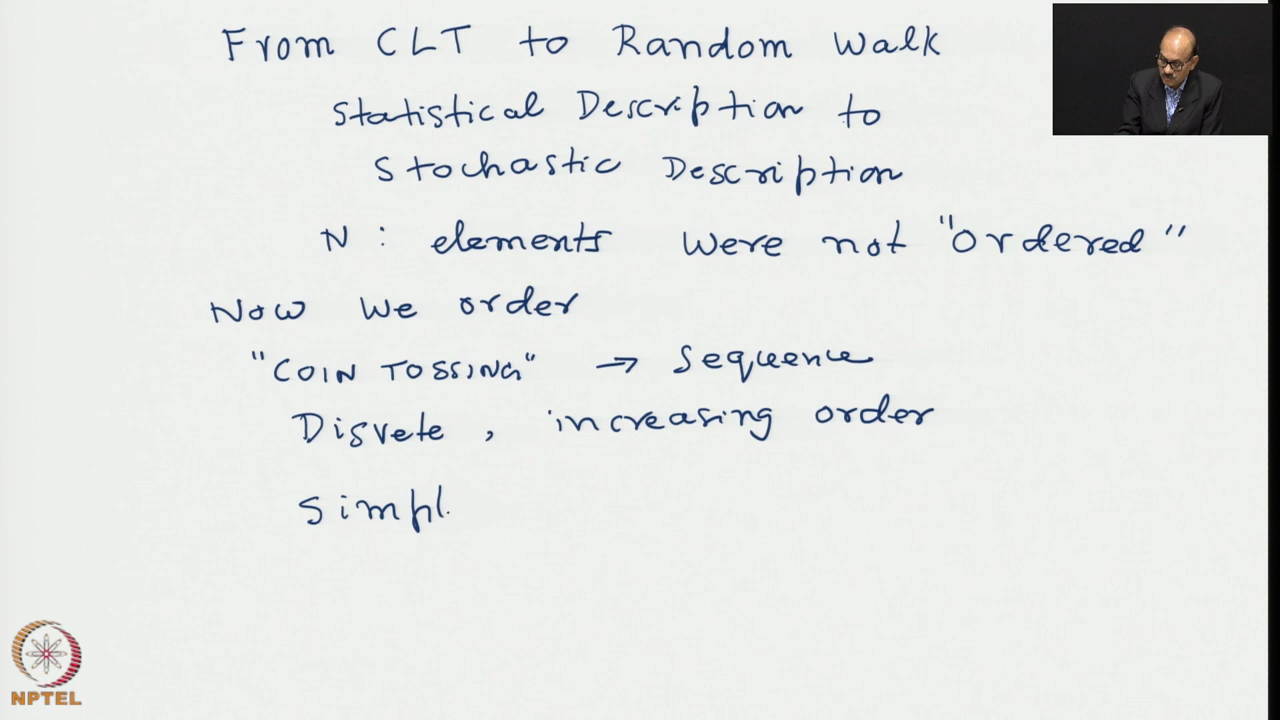 From CLT to Random Walk
Statistical Description to
Stochastic Description
N : elements were not "ordered"
Now we order
"COIN TOSSING" → Sequence
Disvete , increasing order
Simpl
NPTEL